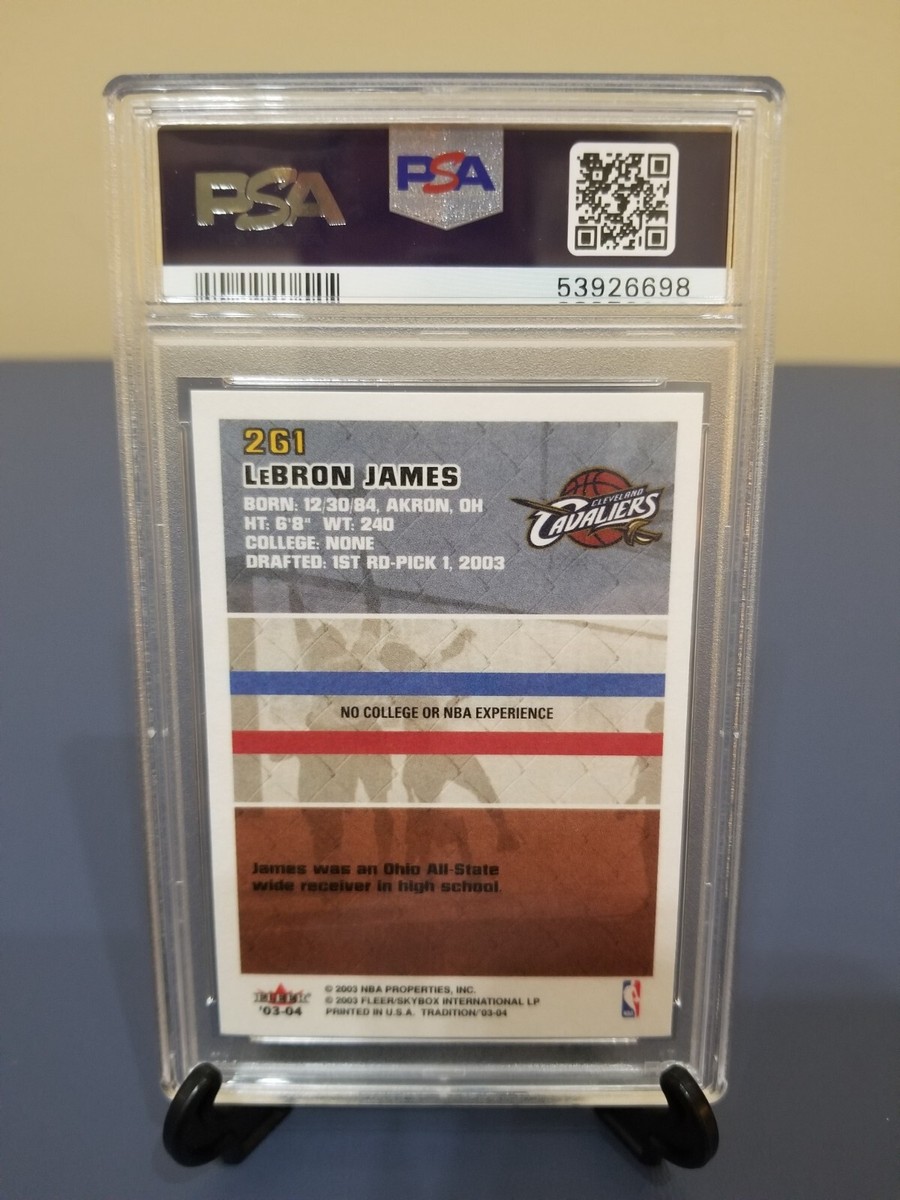 PSA
PSA
53926698
261
LEBRON JAMES
BORN: 12/30/84, AKRON, OH
HT: 6'8" WT: 240
COLLEGE: NONE
DRAFTED: 1ST RD-PICK 1, 2003
CLEVELAND
CAVALIERS
NO COLLEGE OR NBA EXPERIENCE
James was an Ohio All-State
wide receiver in high school.
FLEER
'03-04
© 2003 NBA PROPERTIES, INC.
© 2003 FLEER/SKYBOX INTERNATIONAL LP
PRINTED IN U.S.A. TRADITION/'03-04